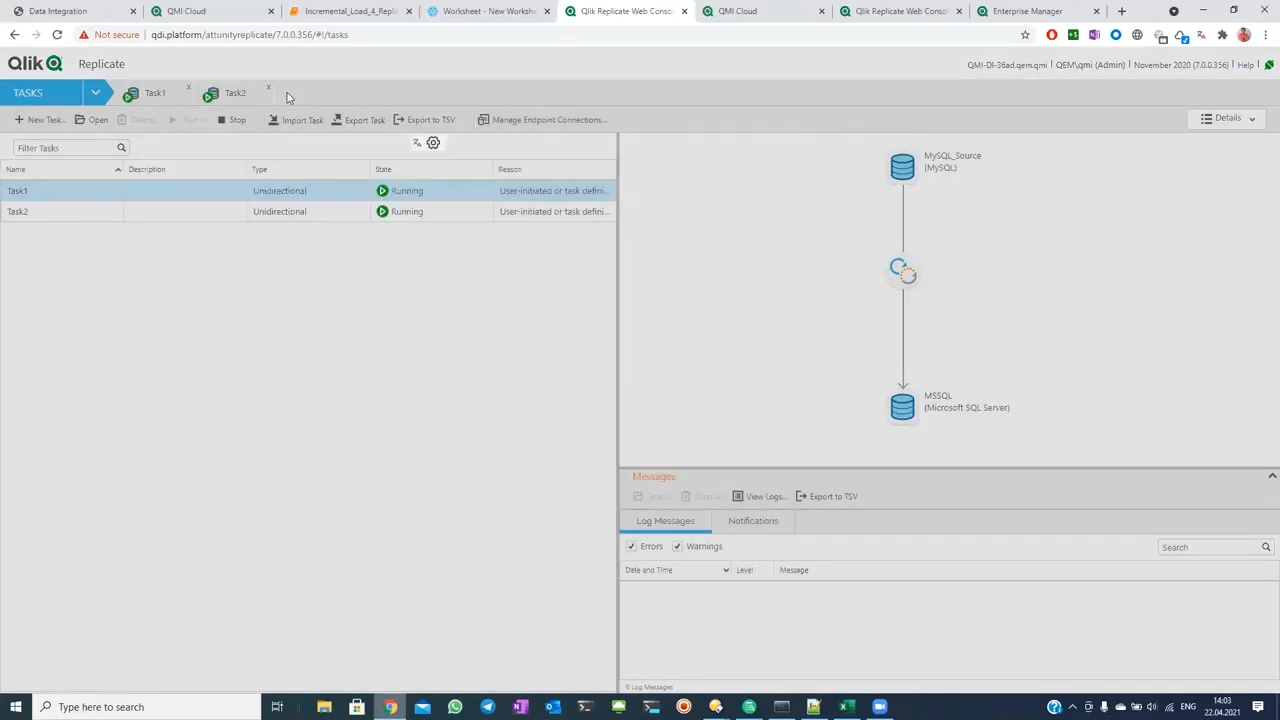 Data Integration
QMI Cloud
Incremental_Load_4_Repli
Worksheet - New Workshe
Qlik Replicate Web Conso
QMI Cloud
Qlik Replicate Web Conso
Enterprise Manager
Not secure
qdi.platform/attunityreplicate/7.0.0.356/#!/tasks
Qlik Replicate
QMI-DI-36ad.qem.qmi
QEM\qmi (Admin)
November 2020 (7.0.0.356)
Help
TASKS
Task1
Task2
New Task...
Open
Delete...
Run
Stop
Import Task
Export Task
Export to TSV
Manage Endpoint Connections...
Details
Filter Tasks
Name Description Type State Reason
Task1 Unidirectional Running User-initiated or task defini...
Task2 Unidirectional Running User-initiated or task defini...
MySQL_Source
(MySQL)
MSSQL
(Microsoft SQL Server)
Messages
View Logs...
Export to TSV
Log Messages
Notifications
Errors
Warnings
Search
Date and Time Level Message
0 Log Messages
Type here to search
ENG
14:03
22.04.2021